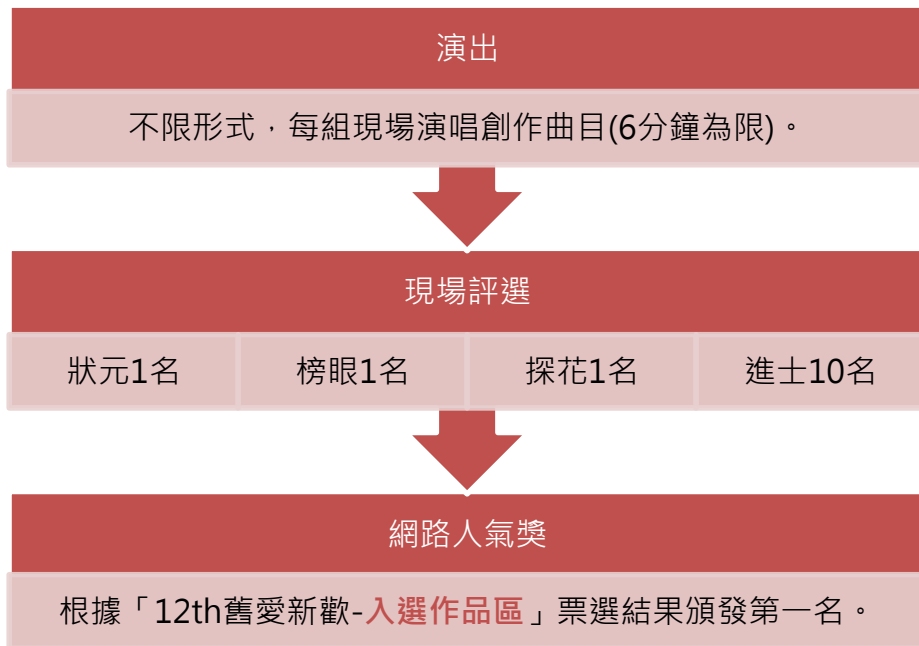 演出
不限形式，每組現場演唱創作曲目(6分鐘為限)。
現場評選
狀元1名 榜眼1名 探花1名 進士10名
網路人氣獎
根據「12th舊愛新歡-入選作品區」票選結果頒發第一名。